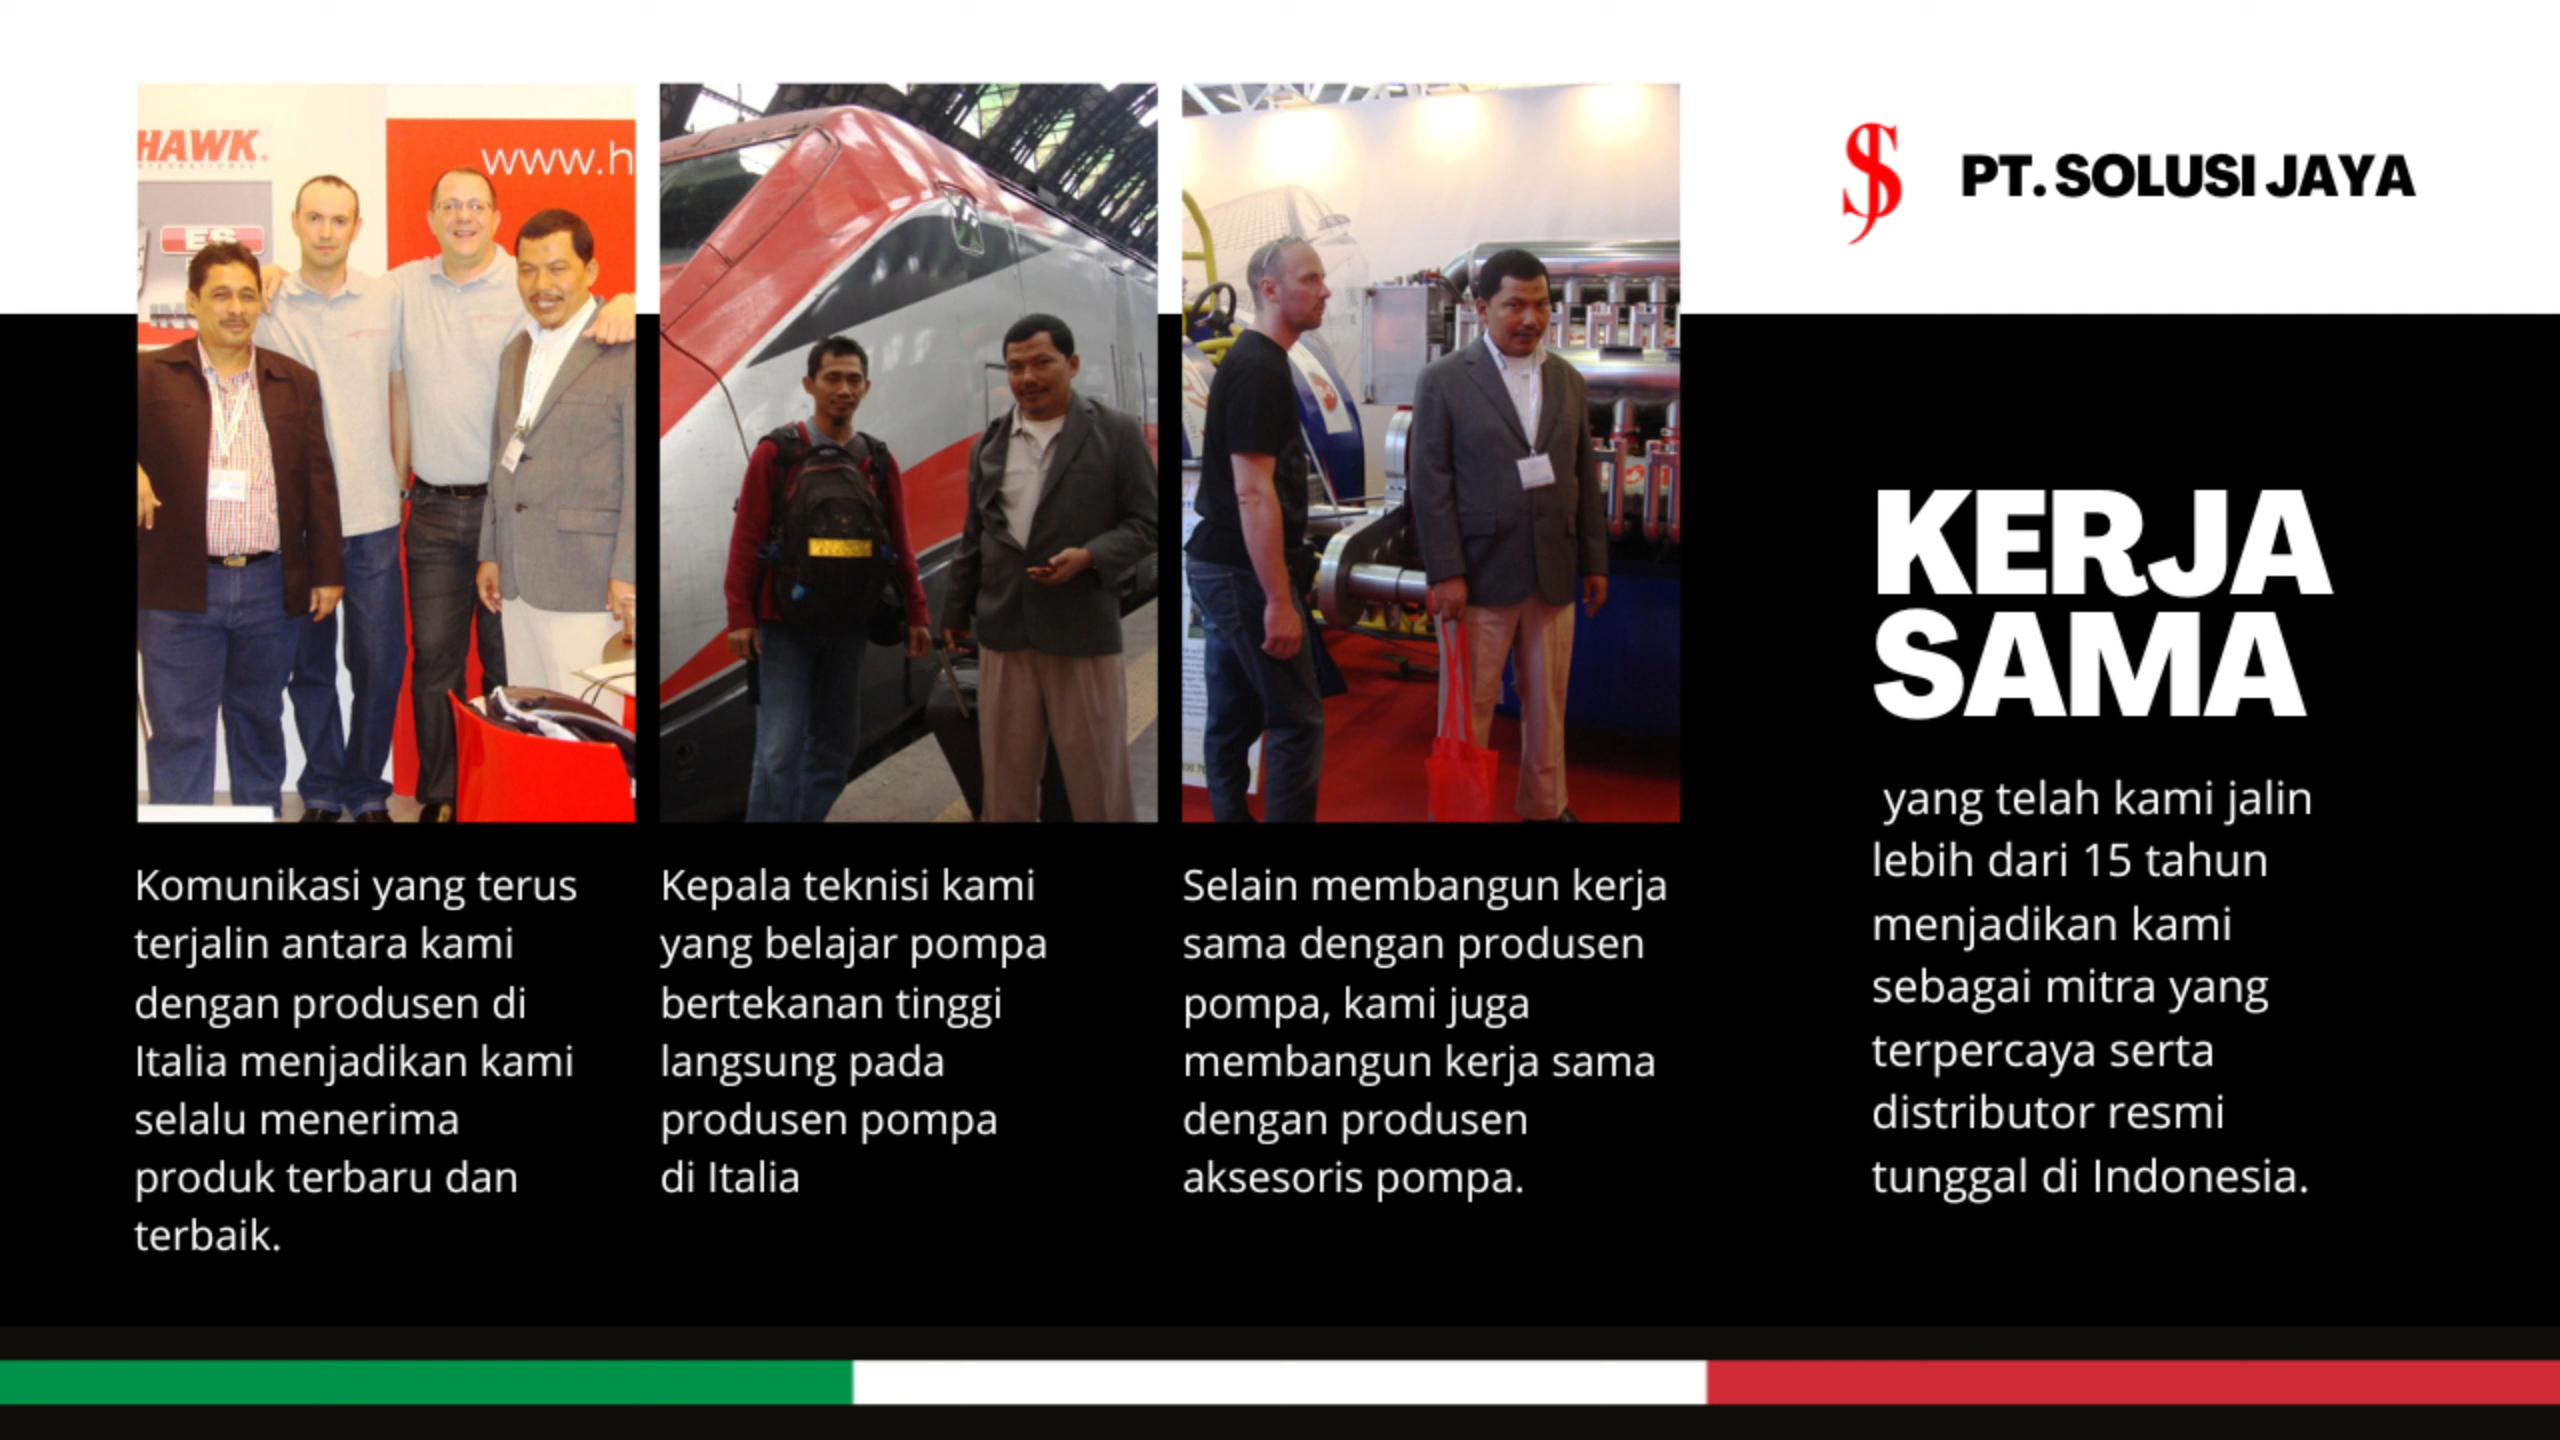 HAWK
INTERNATIONAL
www.h
ES
PT. SOLUSI JAYA
KERJA
SAMA
yang telah kami jalin
lebih dari 15 tahun
menjadikan kami
sebagai mitra yang
terpercaya serta
distributor resmi
tunggal di Indonesia.
Komunikasi yang terus
terjalin antara kami
dengan produsen di
Italia menjadikan kami
selalu menerima
produk terbaru dan
terbaik.
Kepala teknisi kami
yang belajar pompa
bertekanan tinggi
langsung pada
produsen pompa
di Italia
Selain membangun kerja
sama dengan produsen
pompa, kami juga
membangun kerja sama
dengan produsen
aksesoris pompa.